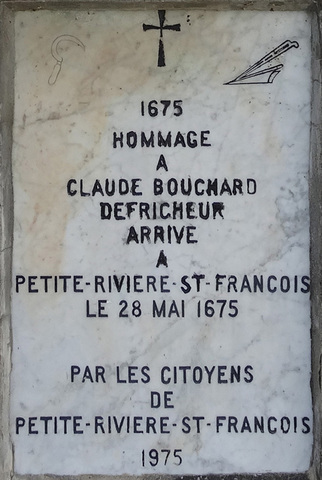 1675
HOMMAGE
A
CLAUDE BOUCHARD
DEFRICHEUR
ARRIVE
A
PETITE-RIVIERE-ST-FRANCOIS
LE 28 MAI 1675
PAR LES CITOYENS
DE
PETITE-RIVIERE-ST-FRANCOIS
1975